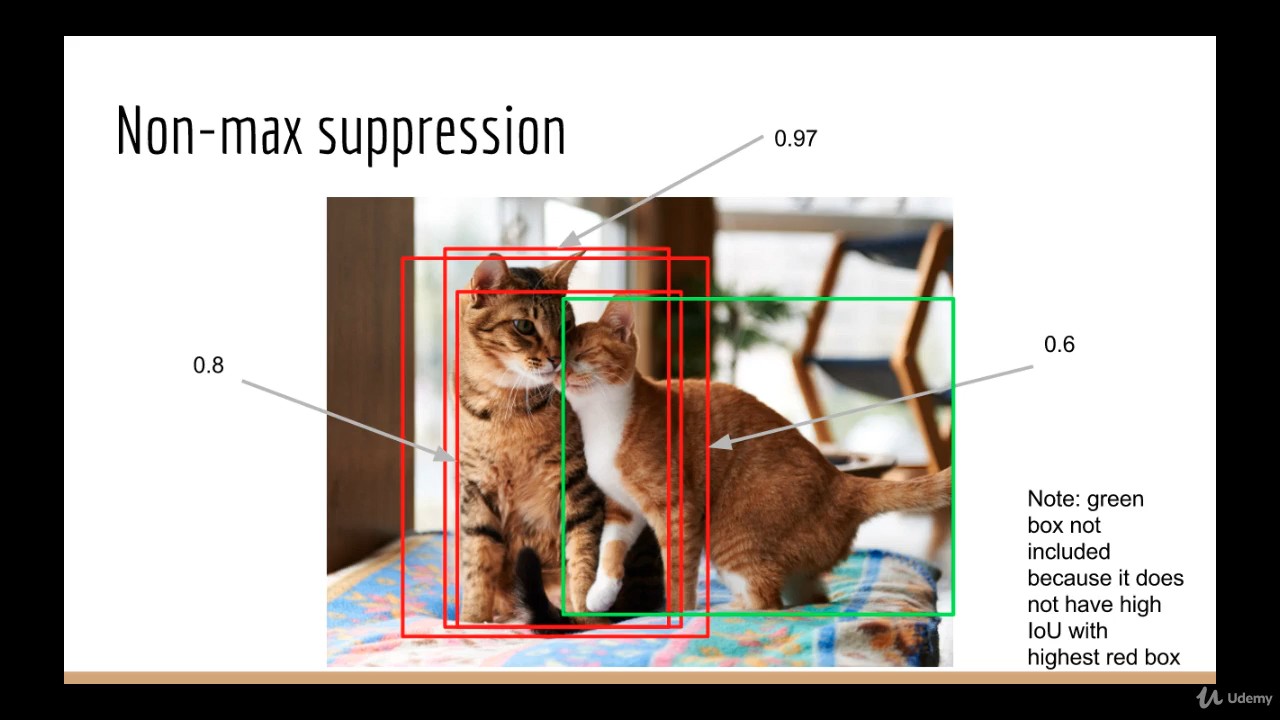 Non-max suppression
0.97
0.8
0.6
Note: green
box not
included
because it does
not have high
IoU with
highest red box
Udemy